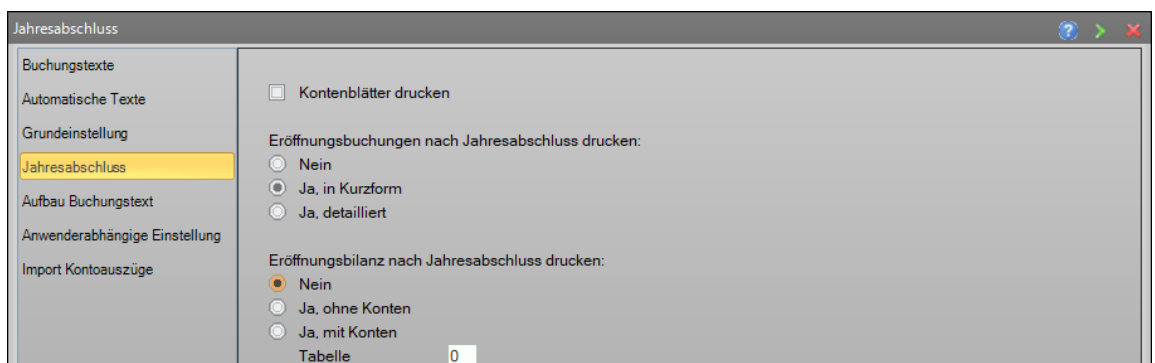 Jahresabschluss
Buchungstexte
Automatische Texte
Grundeinstellung
Jahresabschluss
Aufbau Buchungstext
Anwenderabhängige Einstellung
Import Kontoauszüge
Kontenblätter drucken
Eröffnungsbuchungen nach Jahresabschluss drucken:
Nein
Ja, in Kurzform
Ja, detailliert
Eröffnungsbilanz nach Jahresabschluss drucken:
Nein
Ja, ohne Konten
Ja, mit Konten
Tabelle 0